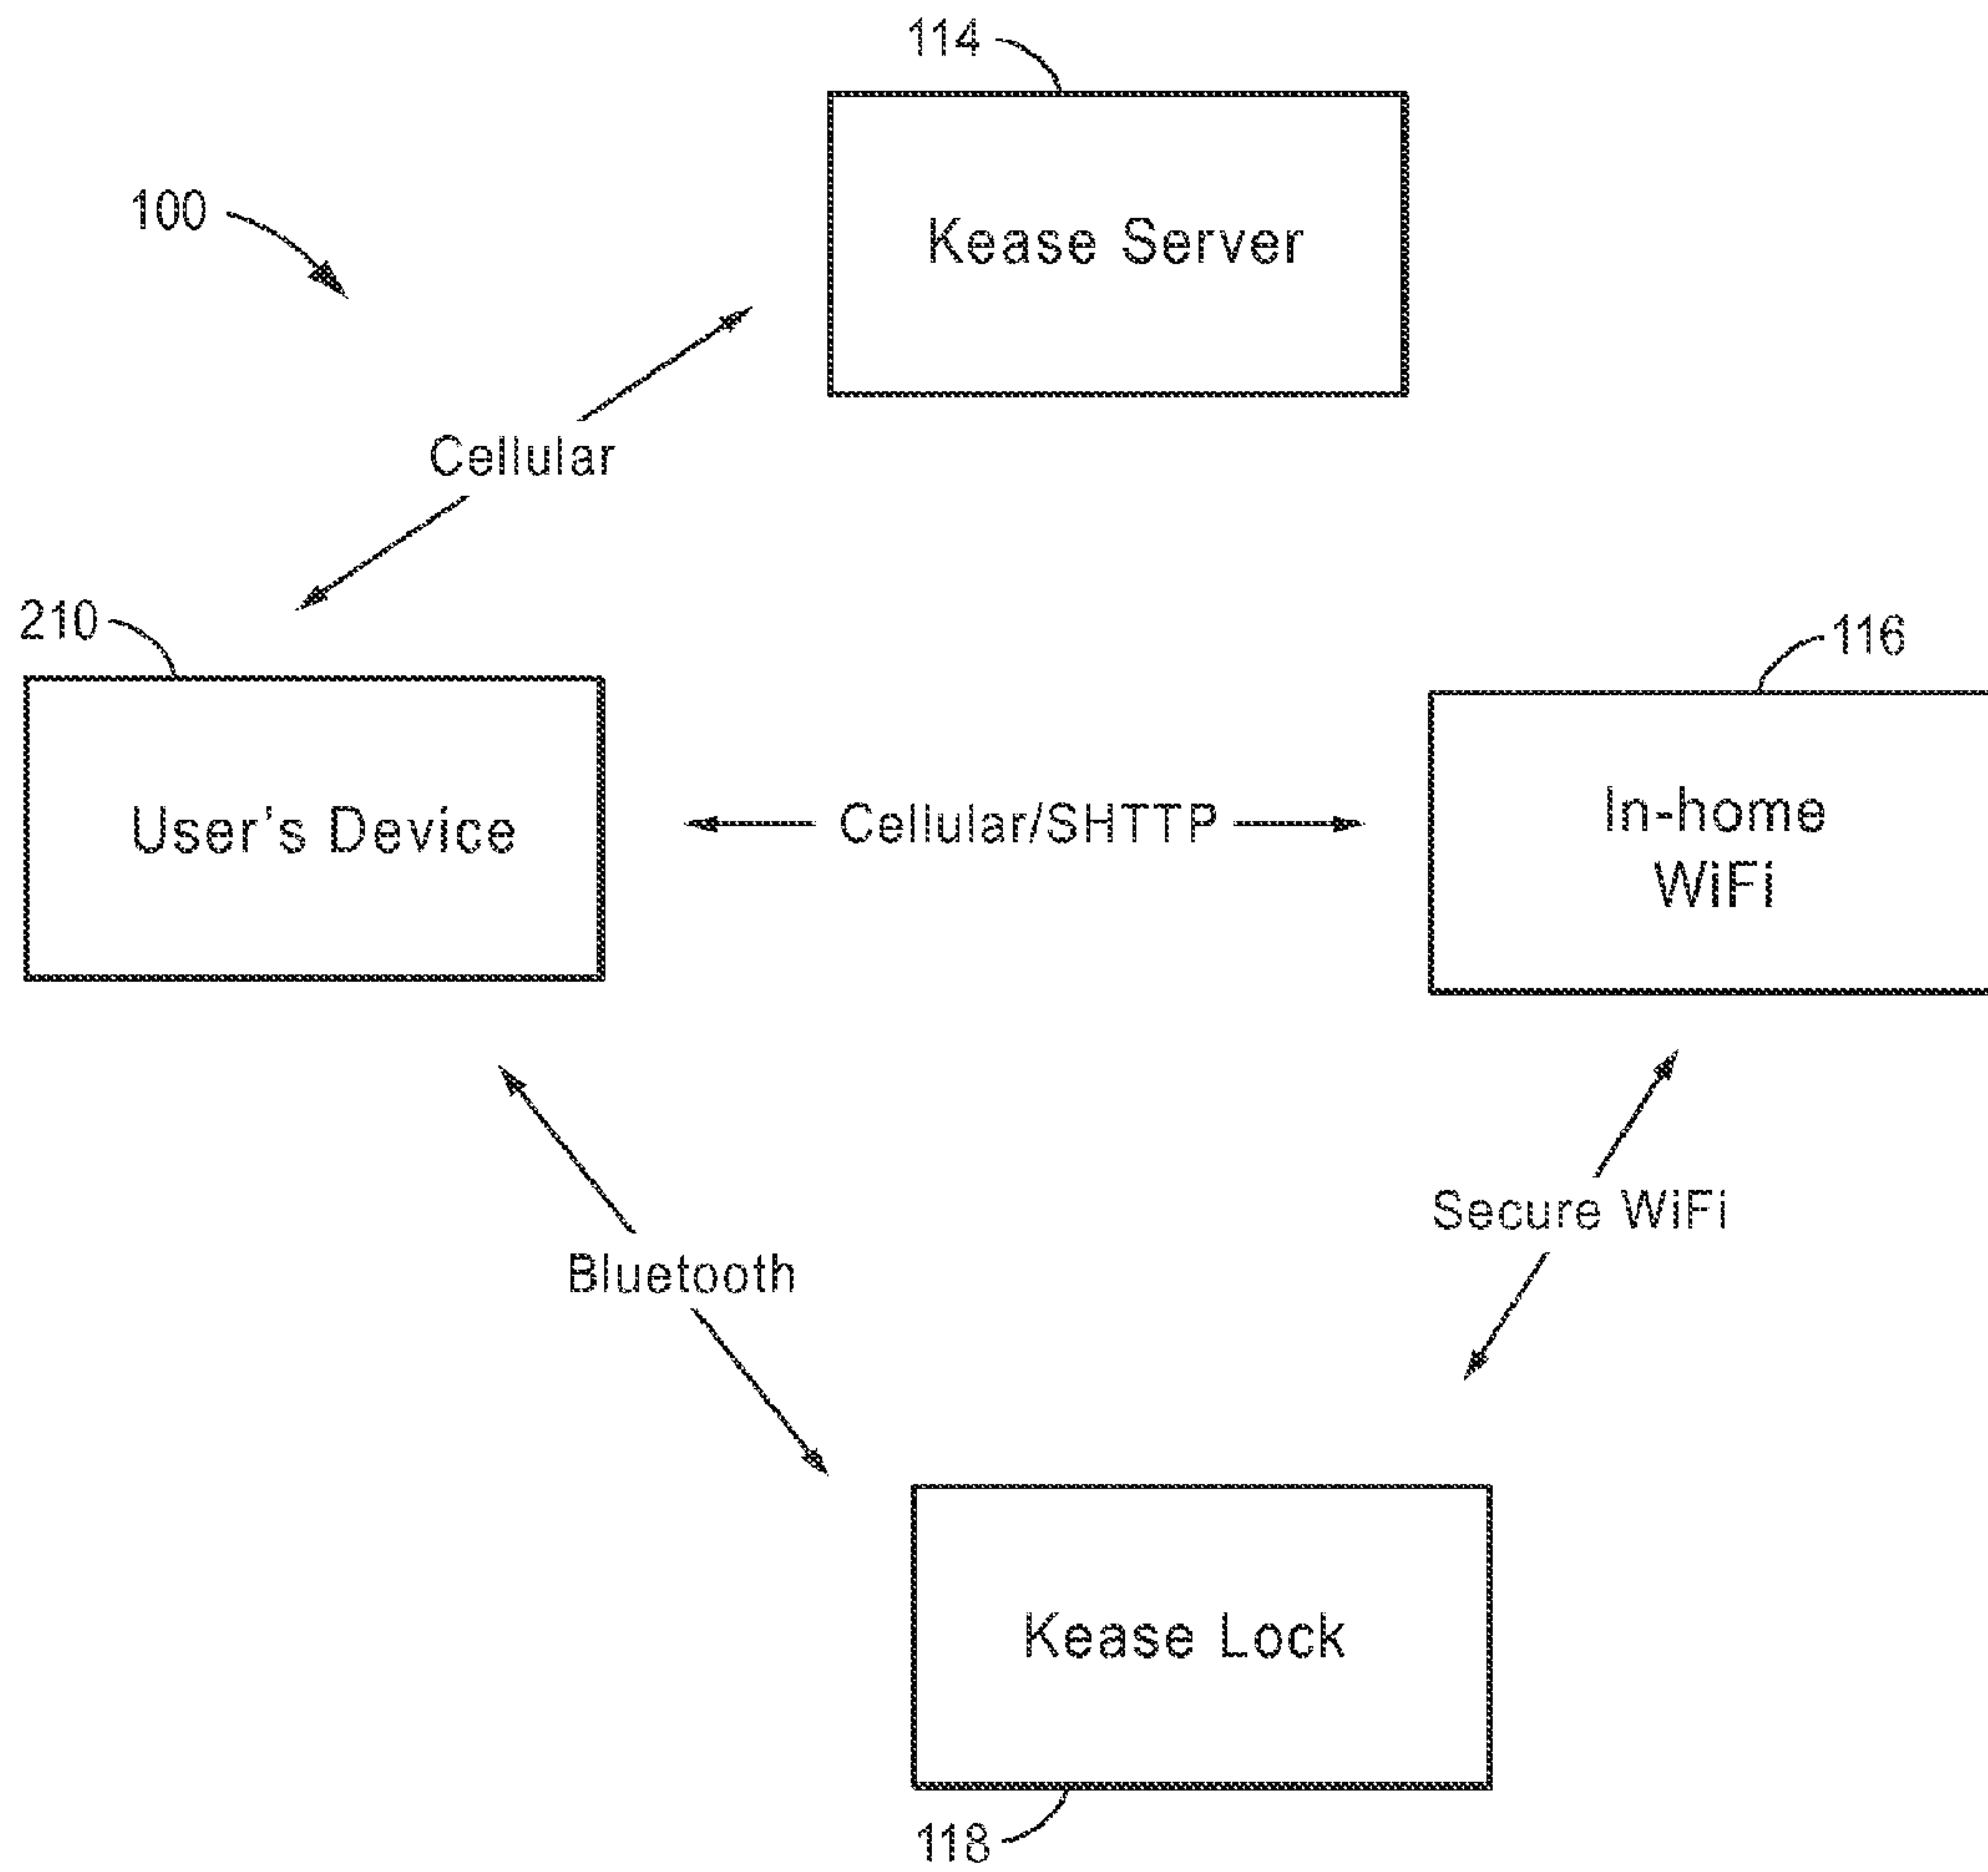 114
100
Kease Server
Cellular
210
116
User's Device
Cellular/SHTTP
In-home
WiFi
Secure WiFi
Bluetooth
Kease Lock
118